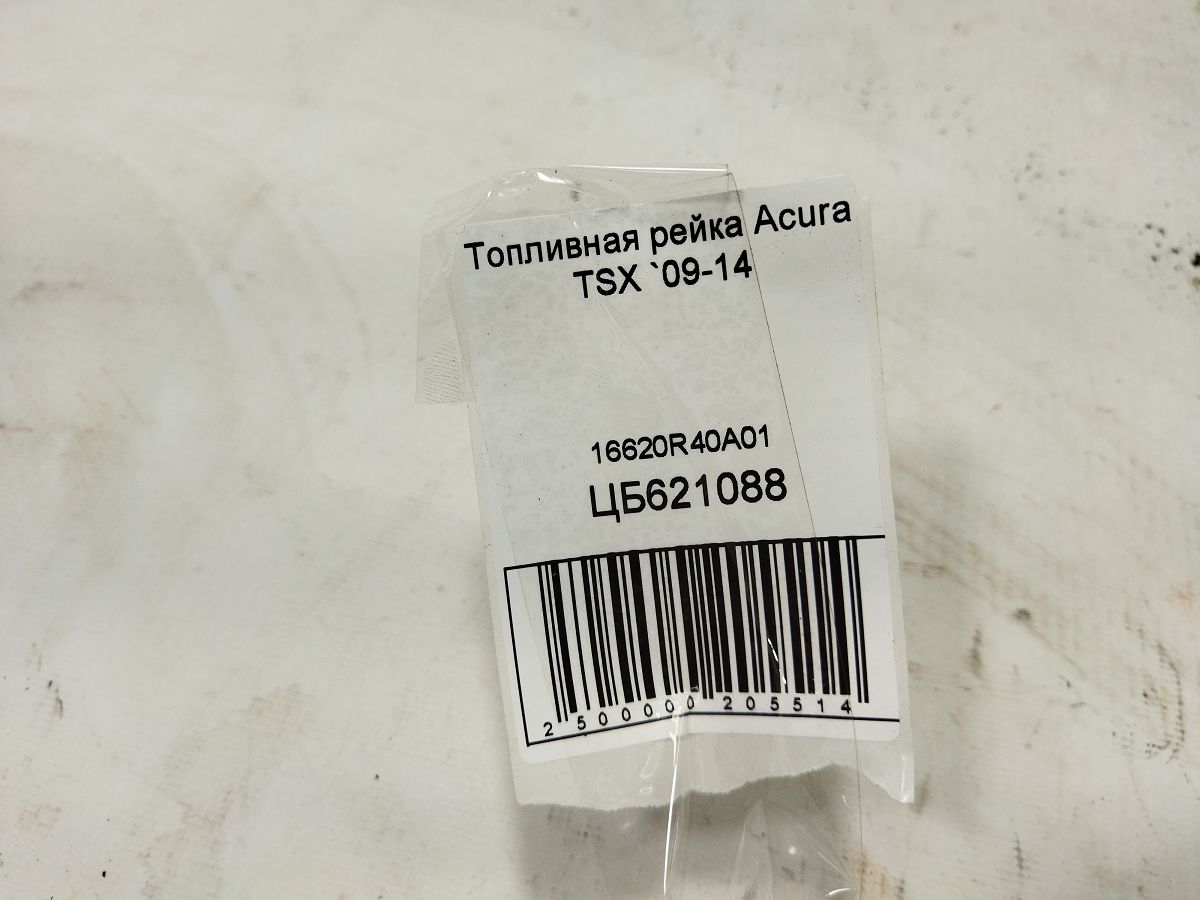 Топливная рейка Acura
TSX `09-14
16620R40A01
ЦБ621088
2 500000 205514